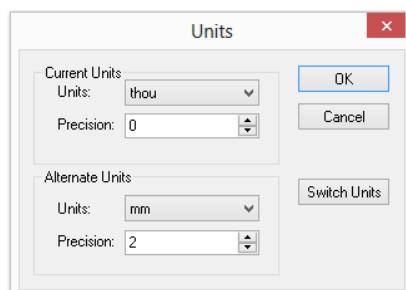 Units
Current Units
Units: thou
Precision: 0
OK
Cancel
Alternate Units
Units: mm
Precision: 2
Switch Units